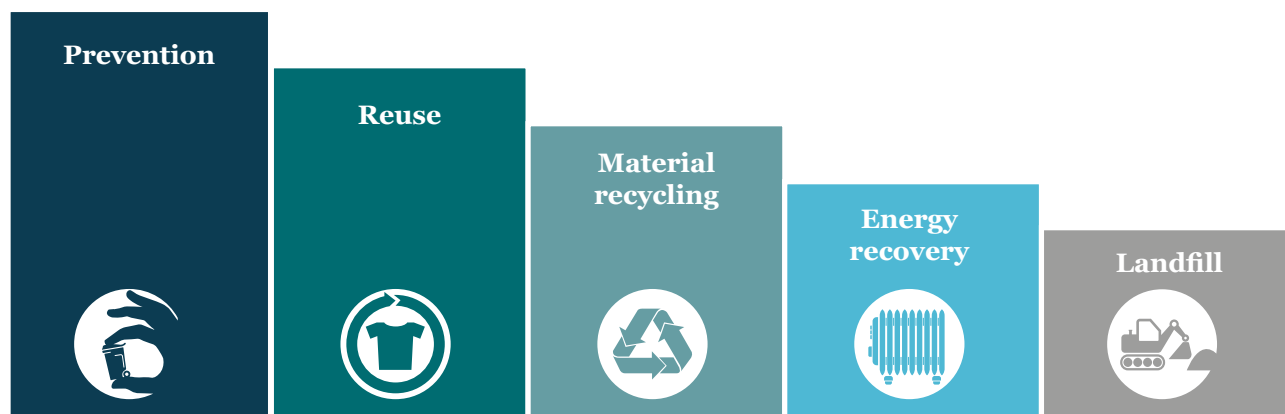 Prevention
Reuse
Material
recycling
Energy
recovery
Landfill